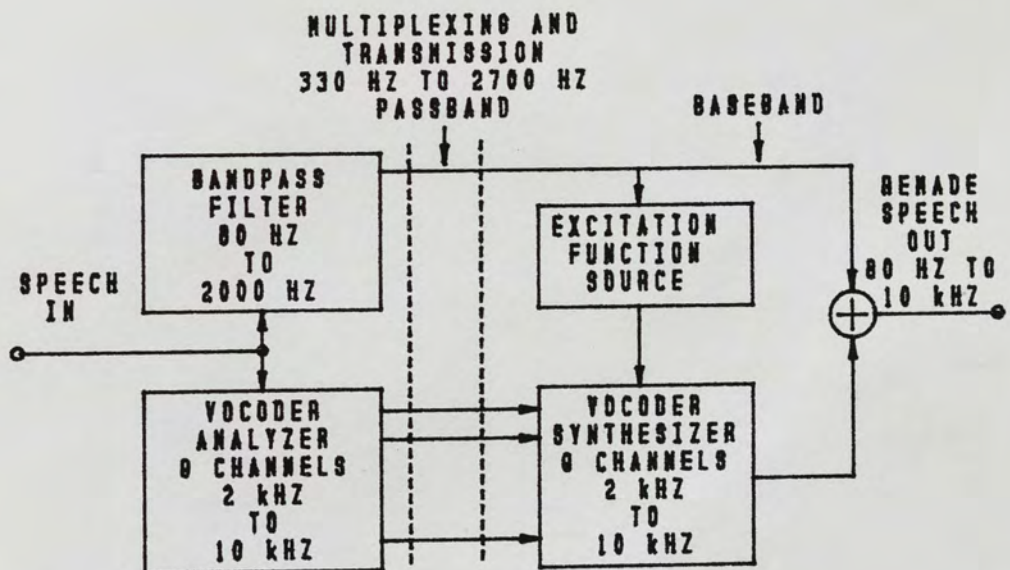 MULTIPLEXING AND
TRANSMISSION
330 HZ TO 2700 HZ
PASSBAND
BASEBAND
BANDPASS
FILTER
80 HZ
TO
2000 HZ
EXCITATION
FUNCTION
SOURCE
REMADE
SPEECH
OUT
80 HZ TO
10 kHZ
SPEECH
IN
VOCODER
ANALYZER
Q CHANNELS
2 kHZ
TO
10 kHZ
VOCODER
SYNTHESIZER
Q CHANNELS
2 kHZ
TO
10 kHZ